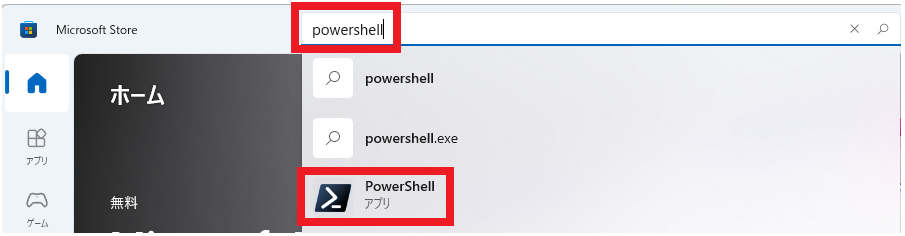 Microsoft Store
powershell
ホーム
アプリ
無料
ゲーム
powershell
powershell.exe
PowerShell
アプリ